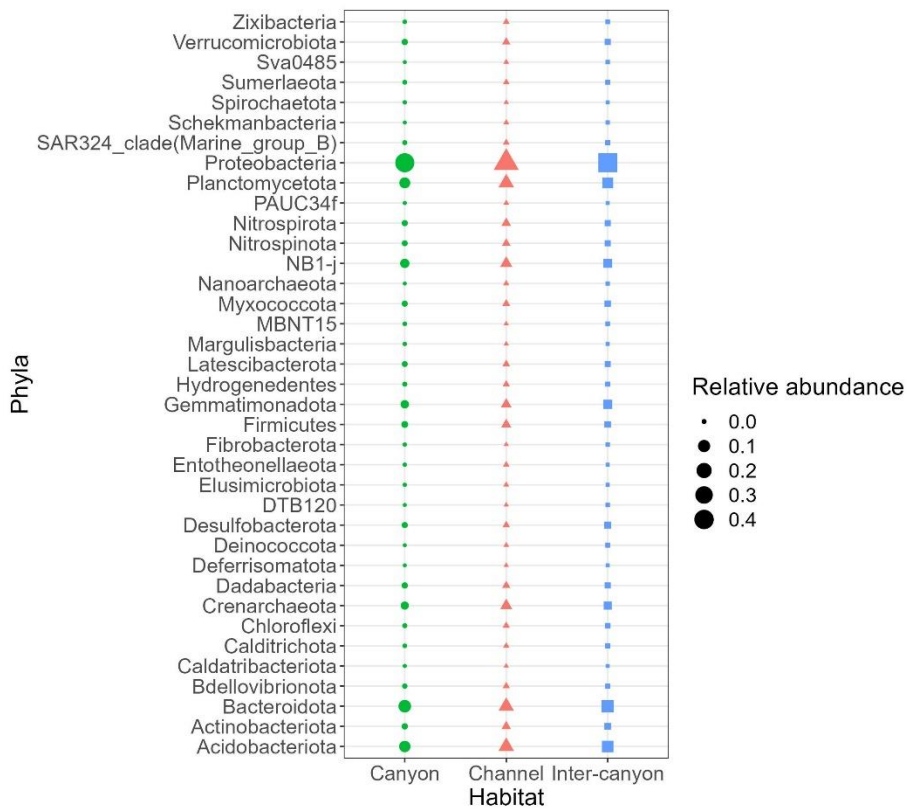 Zixibacteria
Verrucomicrobiota
Sva0485
Sumerlaeota
Spirochaetota
Schekmanbacteria
SAR324_clade(Marine_group_B)
Proteobacteria
Planctomycetota
PAUC34f
Nitrospirota
Nitrospinota
NB1-j
Nanoarchaeota
Myxococcota
MBNT15
Margulisbacteria
Latescibacterota
Hydrogenedentes
Gemmatimonadota
Firmicutes
Fibrobacterota
Entotheonellaeota
Elusimicrobiota
DTB120
Desulfobacterota
Deinococcota
Deferrisomatota
Dadabacteria
Crenarchaeota
Chloroflexi
Calditrichota
Caldatribacteriota
Bdellovibrionota
Bacteroidota
Actinobacteriota
Acidobacteriota
Phyla
Canyon Channel Inter-canyon
Habitat
Relative abundance
0.0
0.1
0.2
0.3
0.4